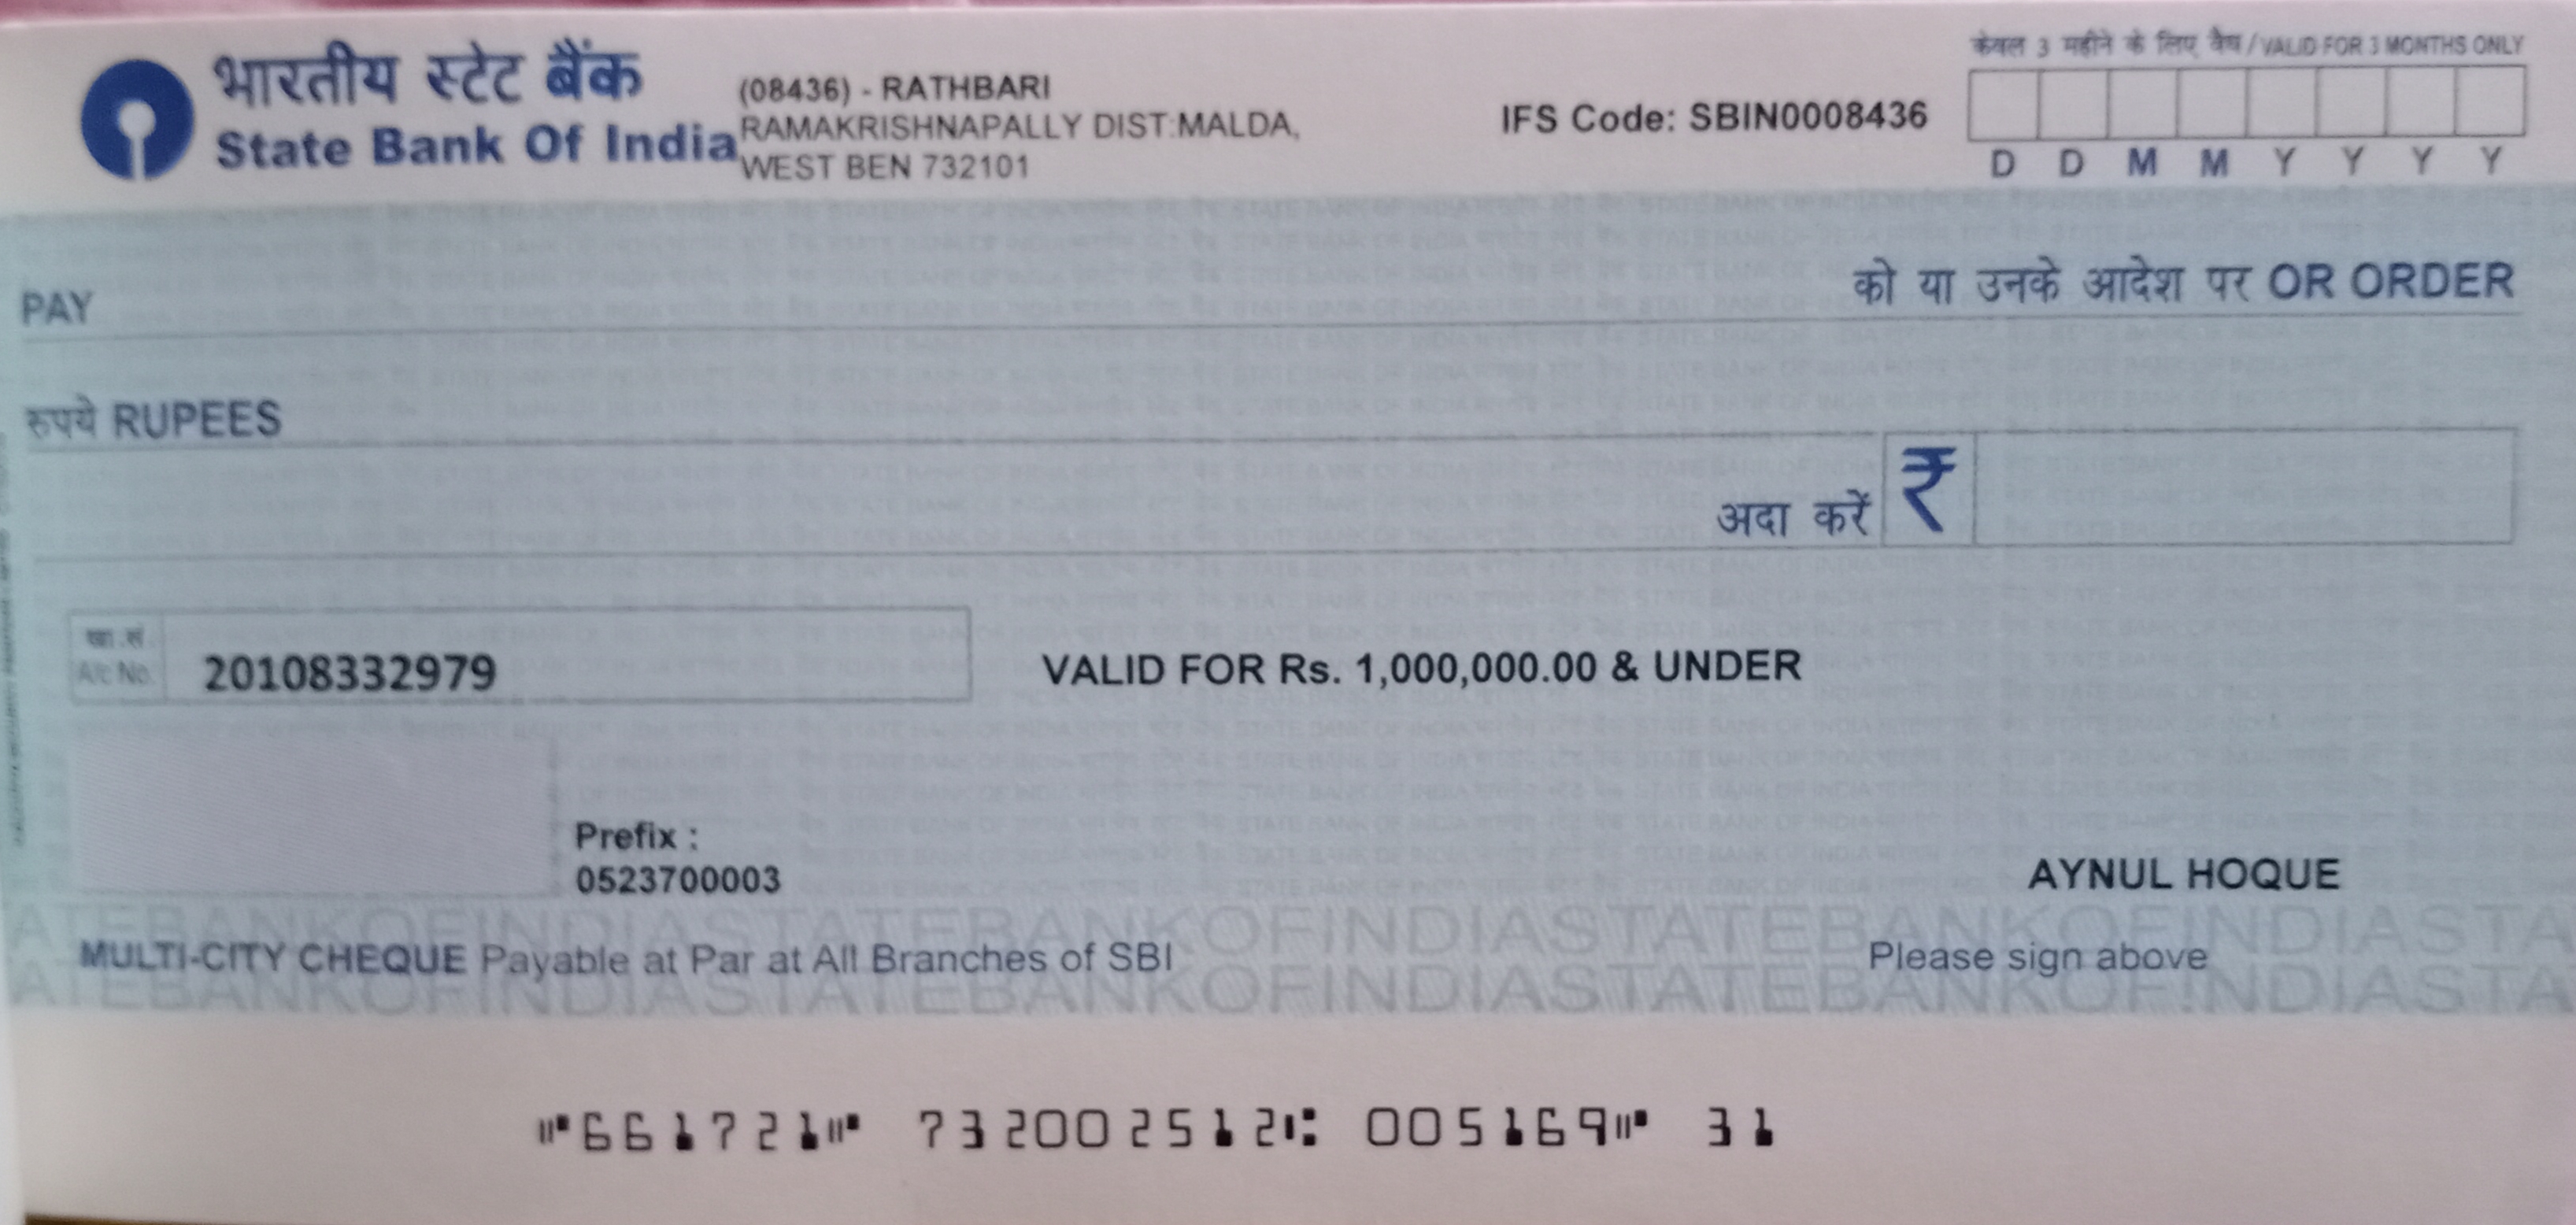 भारतीय स्टेट बैंक
State Bank Of India
(08436) - RATHBARI
RAMAKRISHNAPALLY DIST:MALDA,
WEST BEN 732101
IFS Code: SBIN0008436
केवल 3 महीने के लिए वैध / VALID FOR 3 MONTHS ONLY
D D M M Y Y Y Y
PAY
को या उनके आदेश पर OR ORDER
रुपये RUPEES
अदा करें ₹
खा.सं.
A/c No.
20108332979
VALID FOR Rs. 1,000,000.00 & UNDER
Prefix :
0523700003
AYNUL HOQUE
MULTI-CITY CHEQUE Payable at Par at All Branches of SBI
Please sign above
ATEBANKOFINDIASTATEBANKOFINDIASTATEBANKOFINDIASTA
ATEBANKOFINDIASTATEBANKOFINDIASTATEBANKOFINDIASTA
⑈661721⑈ 732002512⑆ 005169⑈ 31